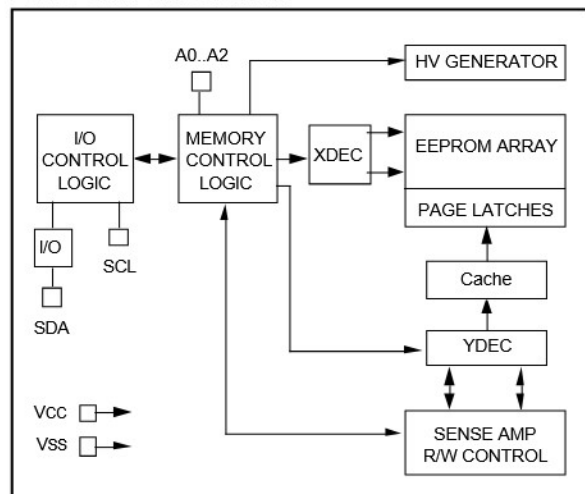 A0..A2
HV GENERATOR
I/O
CONTROL
LOGIC
MEMORY
CONTROL
LOGIC
XDEC
EEPROM ARRAY
PAGE LATCHES
I/O
SCL
SDA
Cache
YDEC
Vcc
Vss
SENSE AMP
R/W CONTROL